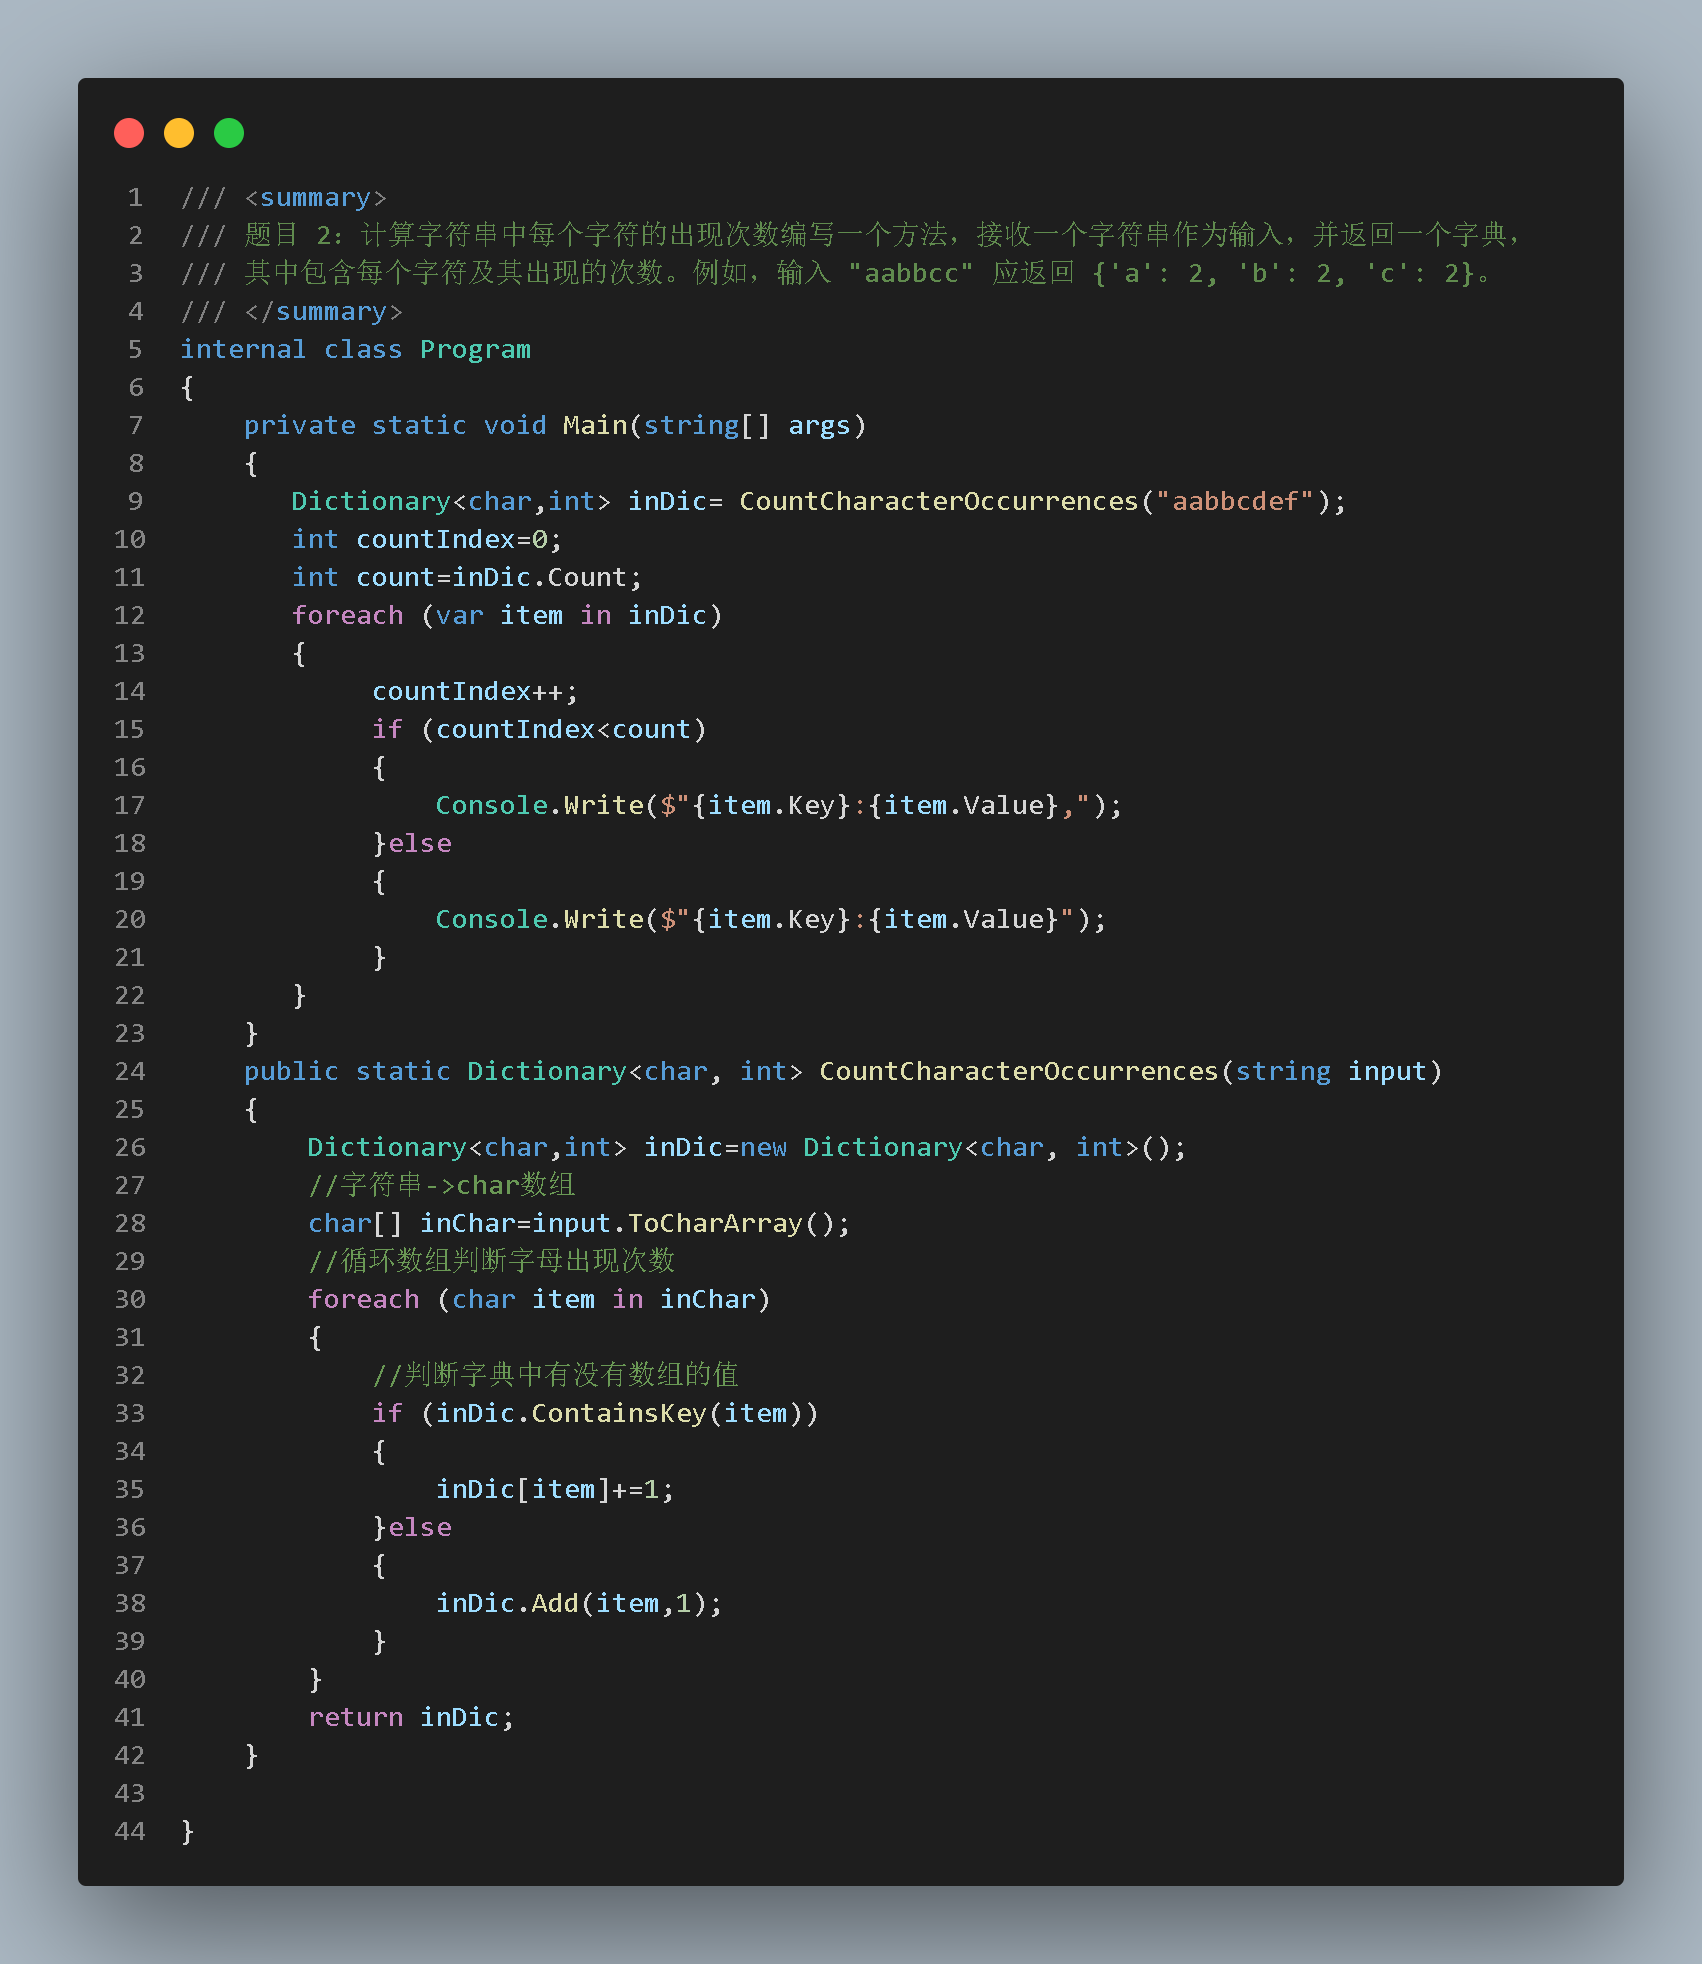 1 /// <summary>
2 /// 题目 2：计算字符串中每个字符的出现次数编写一个方法，接收一个字符串作为输入，并返回一个字典，
3 /// 其中包含每个字符及其出现的次数。例如，输入 "aabbcc" 应返回 {'a': 2, 'b': 2, 'c': 2}。
4 /// </summary>
5 internal class Program
6 {
7     private static void Main(string[] args)
8     {
9        Dictionary<char,int> inDic= CountCharacterOccurrences("aabbcdef");
10        int countIndex=0;
11        int count=inDic.Count;
12        foreach (var item in inDic)
13        {
14             countIndex++;
15             if (countIndex<count)
16             {
17                 Console.Write($"{item.Key}:{item.Value},");
18             }else
19             {
20                 Console.Write($"{item.Key}:{item.Value}");
21             }
22        }
23     }
24     public static Dictionary<char, int> CountCharacterOccurrences(string input)
25     {
26         Dictionary<char,int> inDic=new Dictionary<char, int>();
27         //字符串->char数组
28         char[] inChar=input.ToCharArray();
29         //循环数组判断字母出现次数
30         foreach (char item in inChar)
31         {
32             //判断字典中有没有数组的值
33             if (inDic.ContainsKey(item))
34             {
35                 inDic[item]+=1;
36             }else
37             {
38                 inDic.Add(item,1);
39             }
40         }
41         return inDic;
42     }
43
44 }